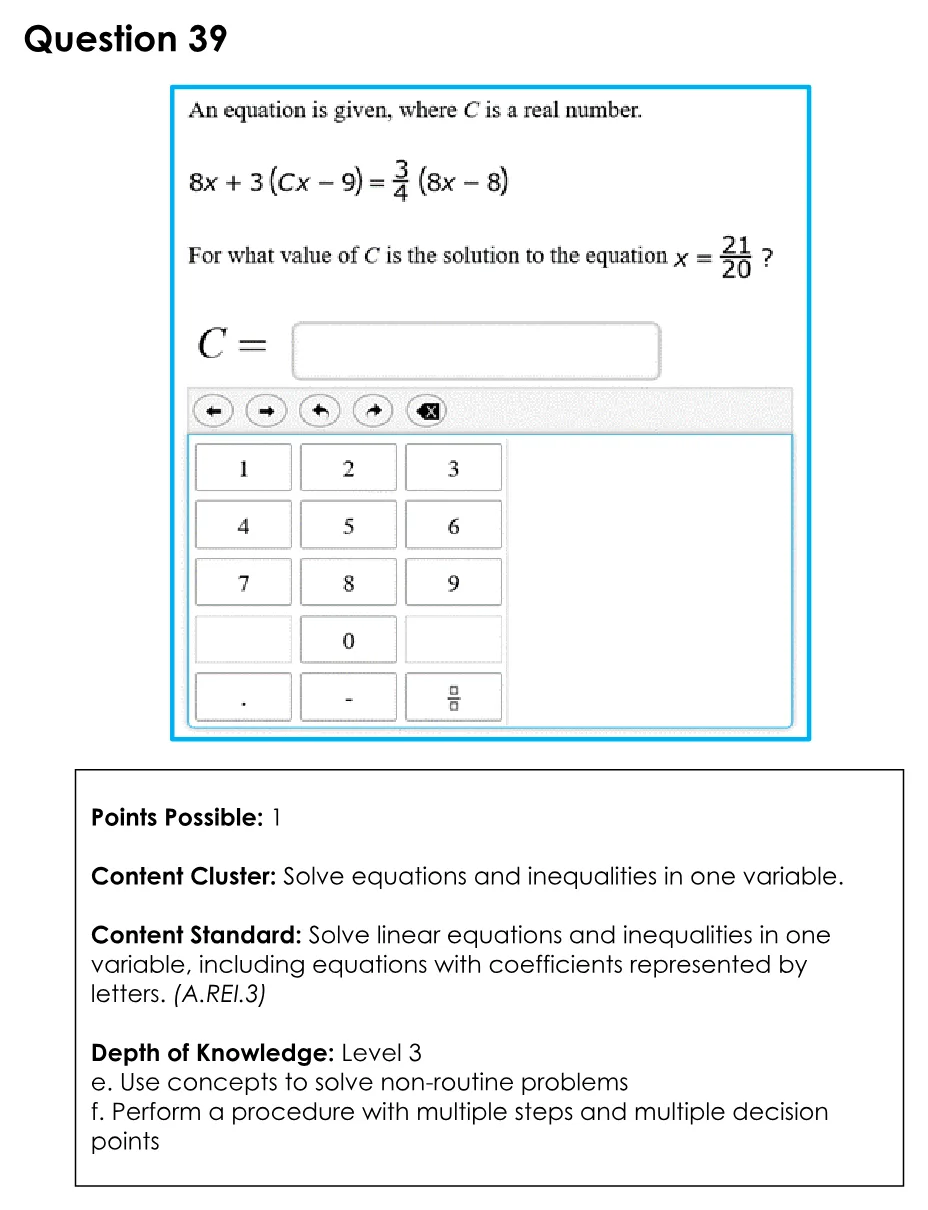 Question 39
An equation is given, where C is a real number.
8x + 3(Cx − 9) = 3/4 (8x − 8)
For what value of C is the solution to the equation x = 21/20 ?
C =
1 2 3
4 5 6
7 8 9
0
. - □/□
Points Possible: 1
Content Cluster: Solve equations and inequalities in one variable.
Content Standard: Solve linear equations and inequalities in one
variable, including equations with coefficients represented by
letters. (A.REI.3)
Depth of Knowledge: Level 3
e. Use concepts to solve non-routine problems
f. Perform a procedure with multiple steps and multiple decision
points